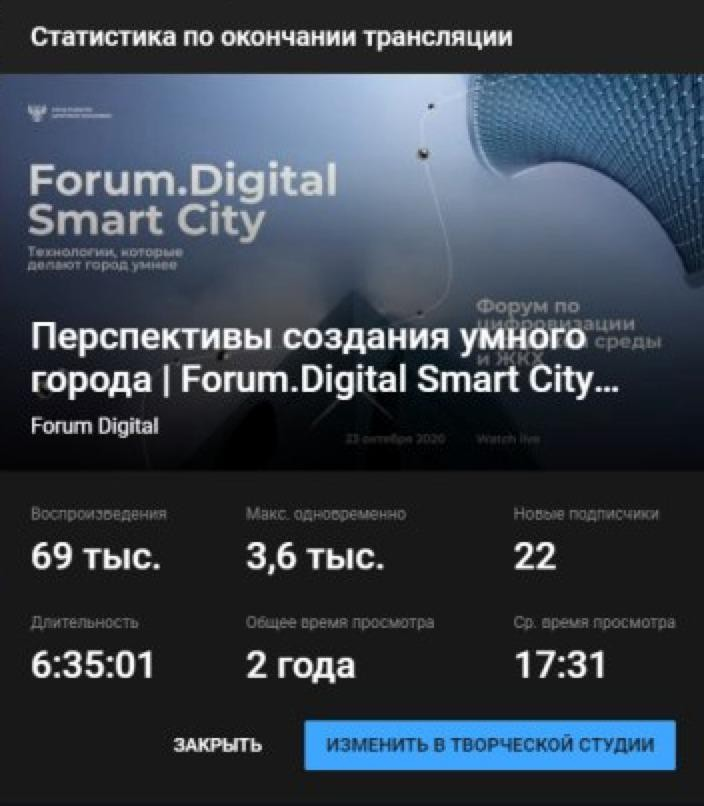 Статистика по окончании трансляции
Forum.Digital
Smart City
Технологии, которые
делают город умнее
Форум по
цифровизации
среды
и ЖКХ
Перспективы создания умного
города | Forum.Digital Smart City...
Forum Digital
23 октября 2020 Watch live
Воспроизведения Макс. одновременно Новые подписчики
69 тыс. 3,6 тыс. 22
Длительность Общее время просмотра Ср. время просмотра
6:35:01 2 года 17:31
ЗАКРЫТЬ ИЗМЕНИТЬ В ТВОРЧЕСКОЙ СТУДИИ